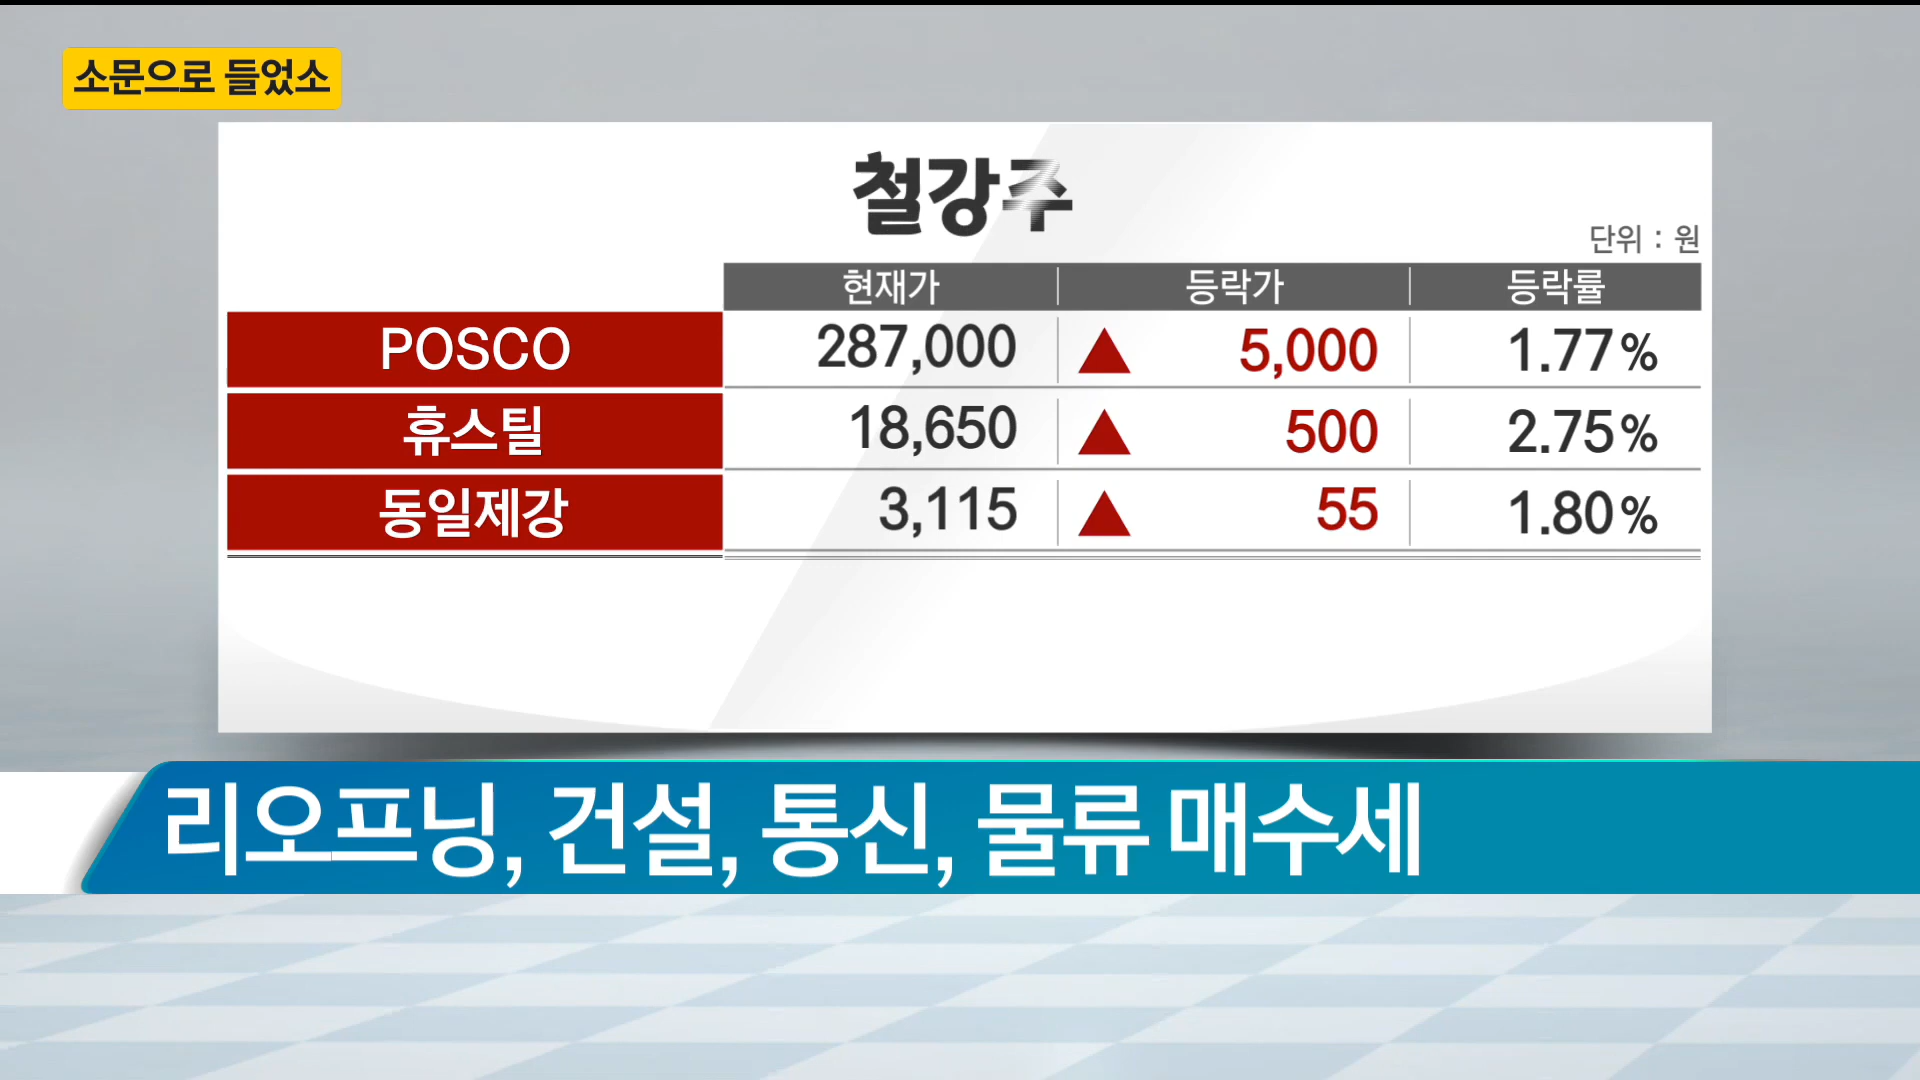 소문으로 들었소
철강주
단위 : 원
현재가 등락가 등락률
POSCO 287,000 ▲ 5,000 1.77%
휴스틸 18,650 ▲ 500 2.75%
동일제강 3,115 ▲ 55 1.80%
리오프닝, 건설, 통신, 물류 매수세